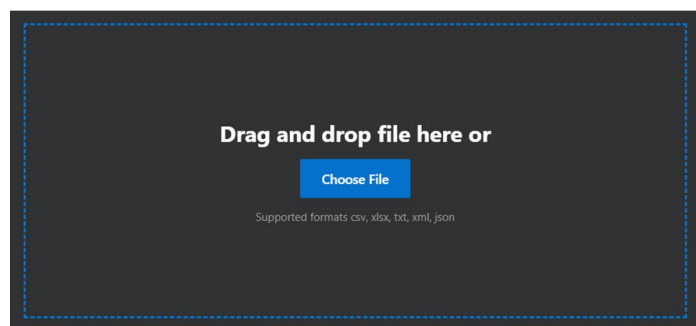 Drag and drop file here or
Choose File
Supported formats csv, xlsx, txt, xml, json